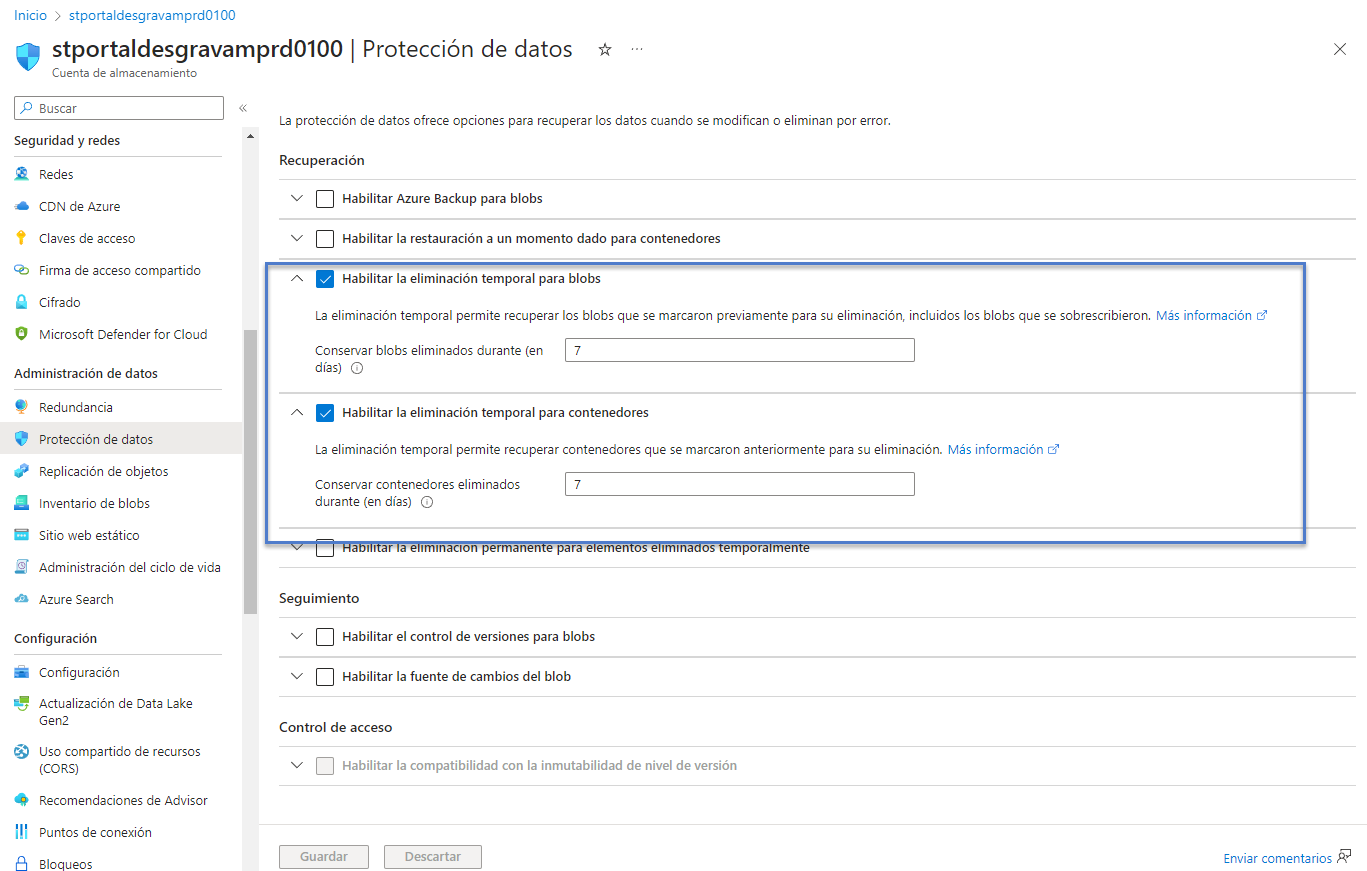 Inicio > stportaldesgravamprd0100
stportaldesgravamprd0100 | Protección de datos ☆ ...
Cuenta de almacenamiento
Buscar
«
Seguridad y redes
Redes
CDN de Azure
Claves de acceso
Firma de acceso compartido
Cifrado
Microsoft Defender for Cloud
Administración de datos
Redundancia
Protección de datos
Replicación de objetos
Inventario de blobs
Sitio web estático
Administración del ciclo de vida
Azure Search
Configuración
Configuración
Actualización de Data Lake
Gen2
Uso compartido de recursos
(CORS)
Recomendaciones de Advisor
Puntos de conexión
Bloqueos
La protección de datos ofrece opciones para recuperar los datos cuando se modifican o eliminan por error.
Recuperación
Habilitar Azure Backup para blobs
Habilitar la restauración a un momento dado para contenedores
Habilitar la eliminación temporal para blobs
La eliminación temporal permite recuperar los blobs que se marcaron previamente para su eliminación, incluidos los blobs que se sobrescribieron. Más información
Conservar blobs eliminados durante (en
días)
7
Habilitar la eliminación temporal para contenedores
La eliminación temporal permite recuperar contenedores que se marcaron anteriormente para su eliminación. Más información
Conservar contenedores eliminados
durante (en días)
7
Habilitar la eliminación permanente para elementos eliminados temporalmente
Seguimiento
Habilitar el control de versiones para blobs
Habilitar la fuente de cambios del blob
Control de acceso
Habilitar la compatibilidad con la inmutabilidad de nivel de versión
Guardar
Descartar
Enviar comentarios